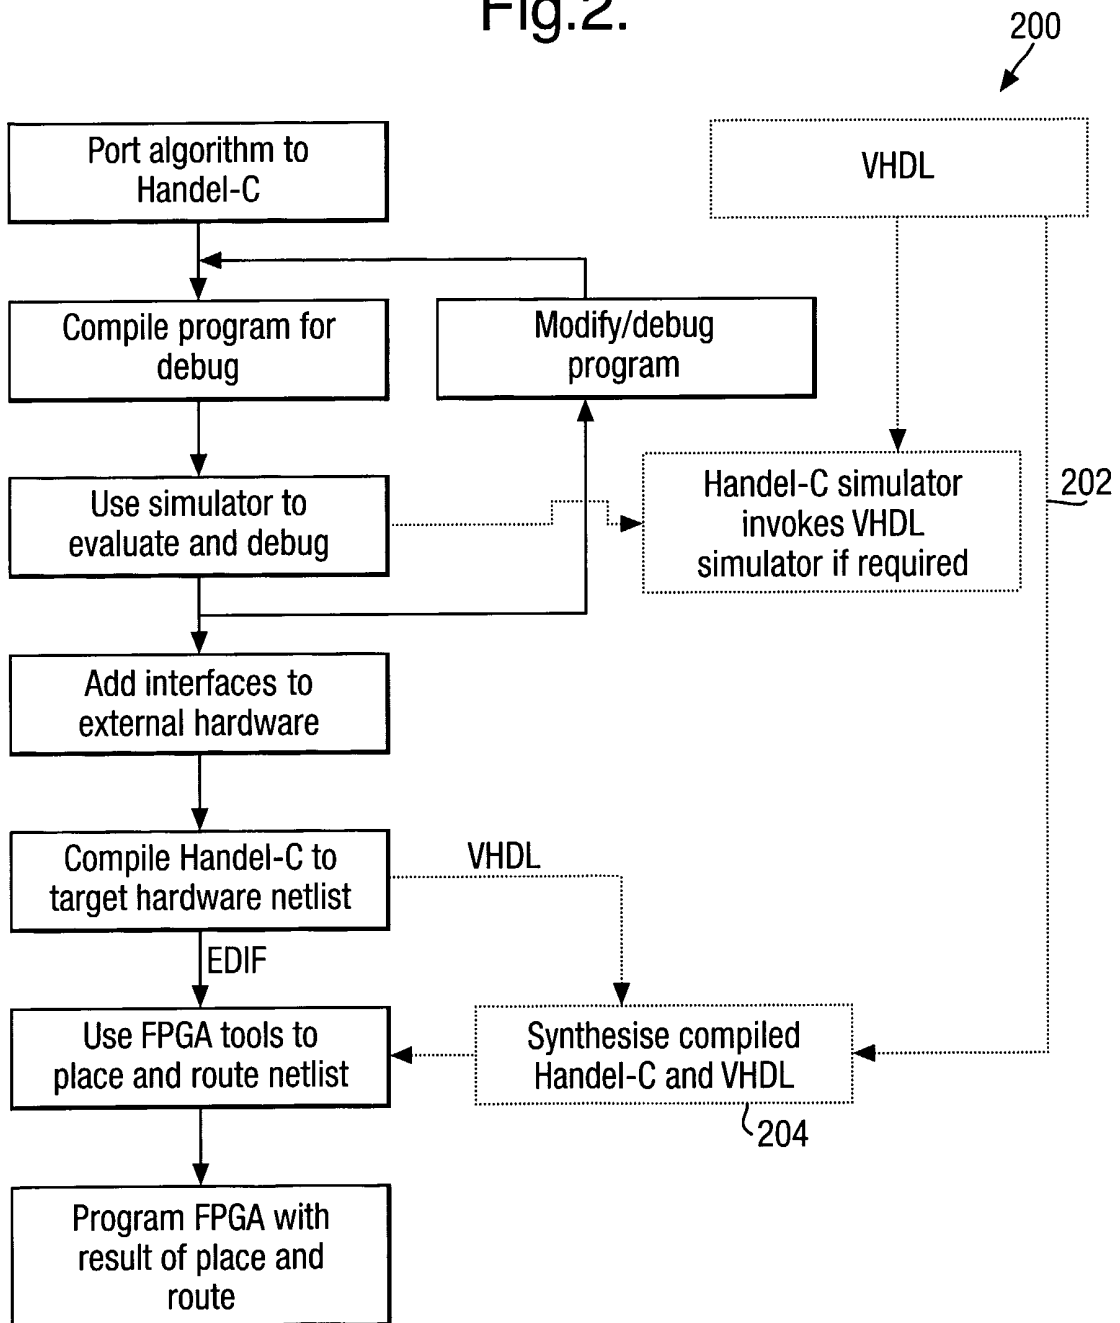 Fig.2.
200
Port algorithm to
Handel-C
VHDL
Compile program for
debug
Modify/debug
program
Use simulator to
evaluate and debug
Handel-C simulator
invokes VHDL
simulator if required
202
Add interfaces to
external hardware
Compile Handel-C to
target hardware netlist
VHDL
EDIF
Use FPGA tools to
place and route netlist
Synthesise compiled
Handel-C and VHDL
204
Program FPGA with
result of place and
route